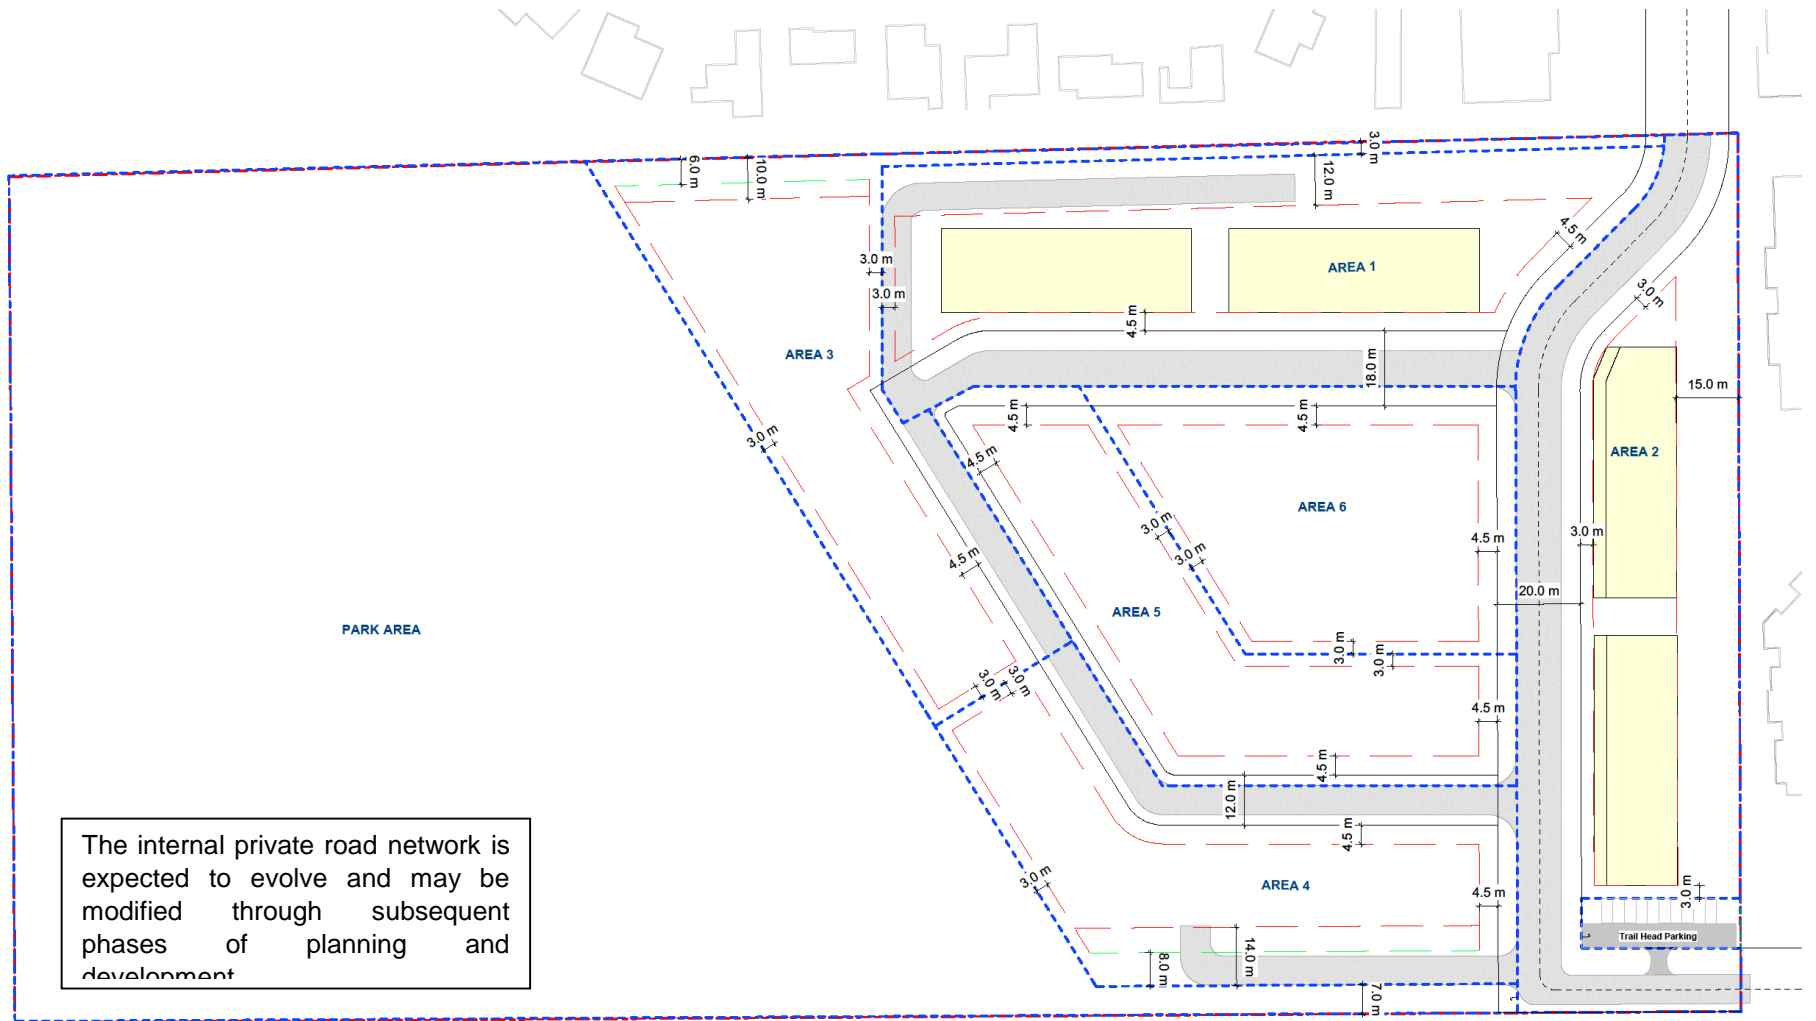 3.0 m
6.0 m
10.0 m
12.0 m
4.5 m
3.0 m
3.0 m
3.0 m
AREA 1
4.5 m
AREA 3
18.0 m
15.0 m
4.5 m
4.5 m
3.0 m
4.5 m
AREA 2
AREA 6
3.0 m
3.0 m
4.5 m
3.0 m
4.5 m
20.0 m
AREA 5
PARK AREA
3.0 m
3.0 m
3.0 m
3.0 m
4.5 m
4.5 m
12.0 m
4.5 m
The internal private road network is
expected to evolve and may be
modified through subsequent
phases of planning and
development
3.0 m
AREA 4
4.5 m
3.0 m
Trail Head Parking
14.0 m
8.0 m
7.0 m